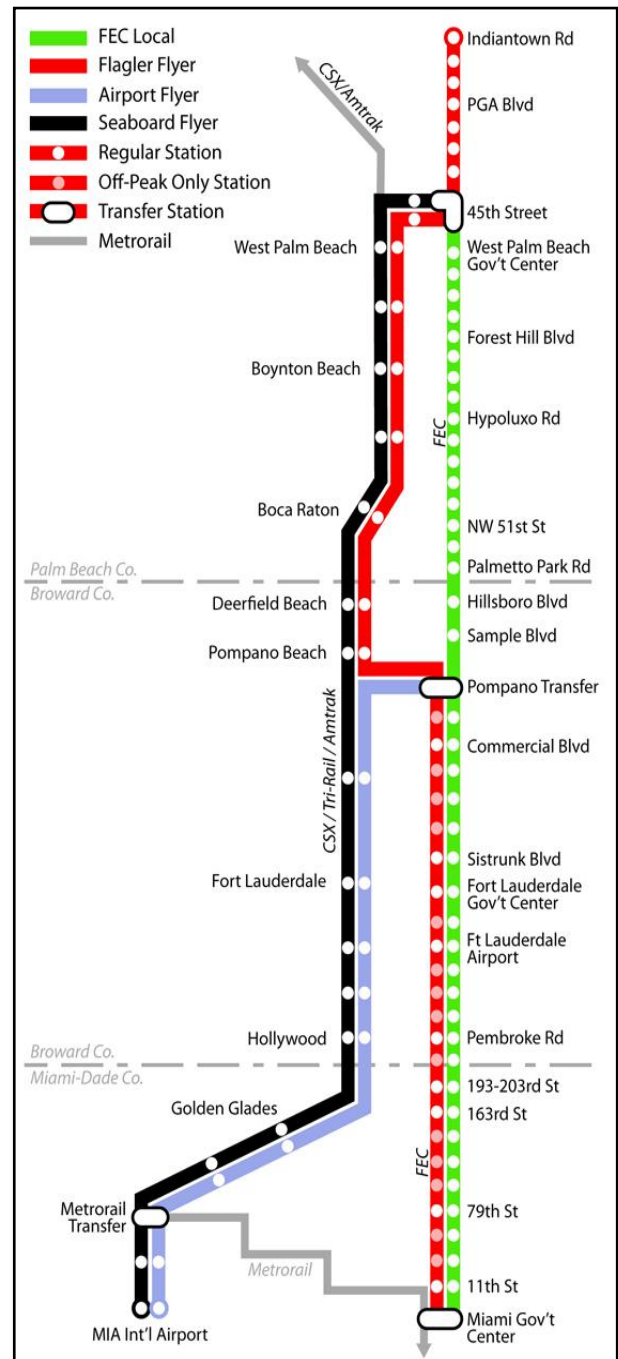 FEC Local
Flagler Flyer
Airport Flyer
Seaboard Flyer
Regular Station
Off-Peak Only Station
Transfer Station
Metrorail
CSX/Amtrak
Indiantown Rd
PGA Blvd
45th Street
West Palm Beach
West Palm Beach
Gov't Center
Forest Hill Blvd
Boynton Beach
Hypoluxo Rd
FEC
Boca Raton
NW 51st St
Palmetto Park Rd
Palm Beach Co.
Broward Co.
Deerfield Beach
Hillsboro Blvd
Sample Blvd
Pompano Beach
Pompano Transfer
Commercial Blvd
CSX / Tri-Rail / Amtrak
Sistrunk Blvd
Fort Lauderdale
Fort Lauderdale
Gov't Center
Ft Lauderdale
Airport
Hollywood
Pembroke Rd
Broward Co.
Miami-Dade Co.
193-203rd St
Golden Glades
163rd St
FEC
Metrorail
Transfer
79th St
Metrorail
11th St
MIA Int'l Airport
Miami Gov't
Center